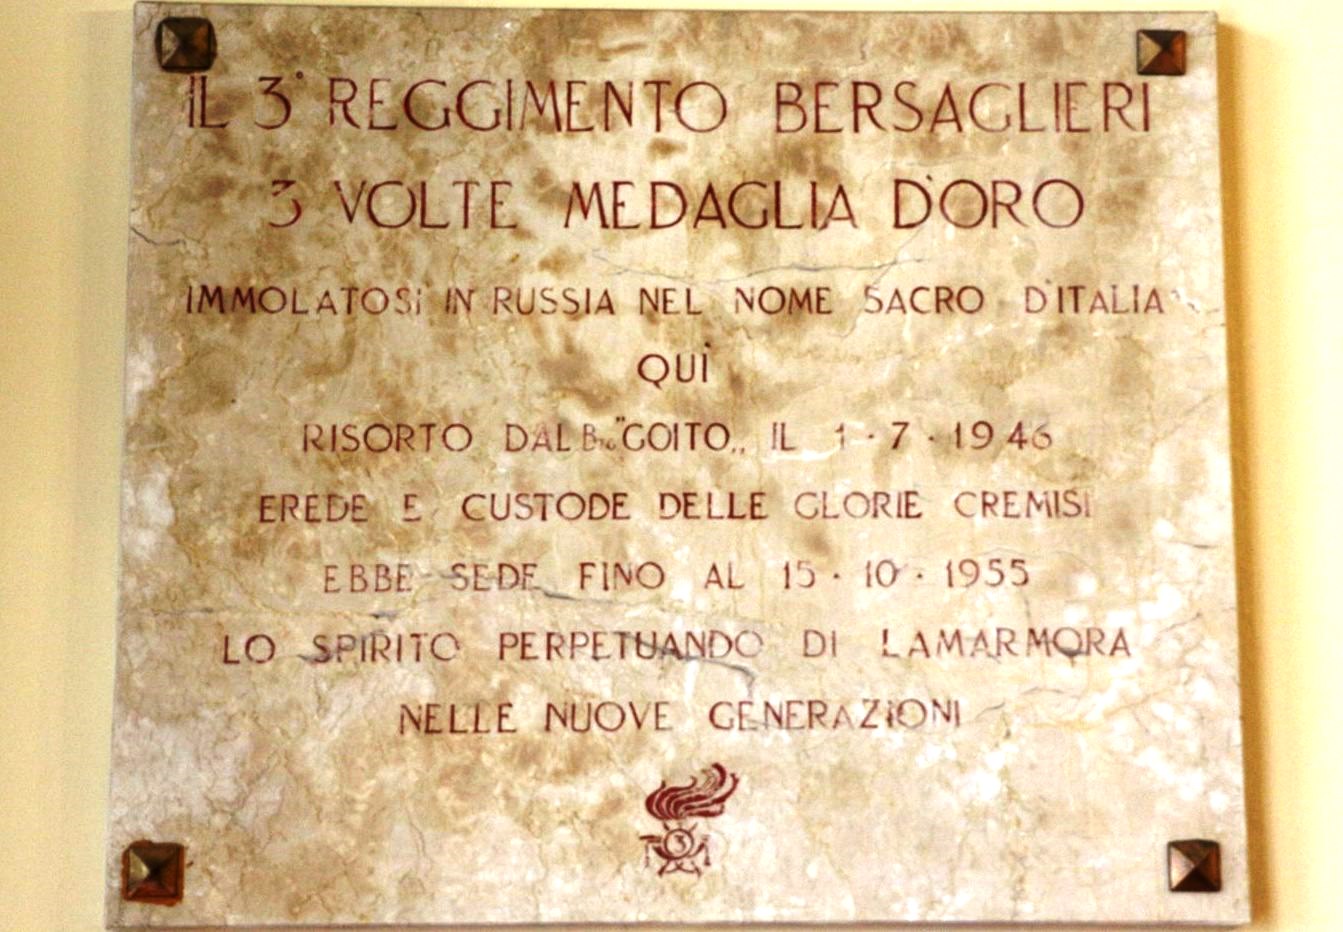 IL 3° REGGIMENTO BERSAGLIERI
3 VOLTE MEDAGLIA D'ORO
IMMOLATOSI IN RUSSIA NEL NOME SACRO D'ITALIA
QUÌ
RISORTO DAL BTG "GOITO,, IL 1·7·1946
EREDE E CUSTODE DELLE GLORIE CREMISI
EBBE SEDE FINO AL 15·10·1955
LO SPIRITO PERPETUANDO DI LAMARMORA
NELLE NUOVE GENERAZIONI
3